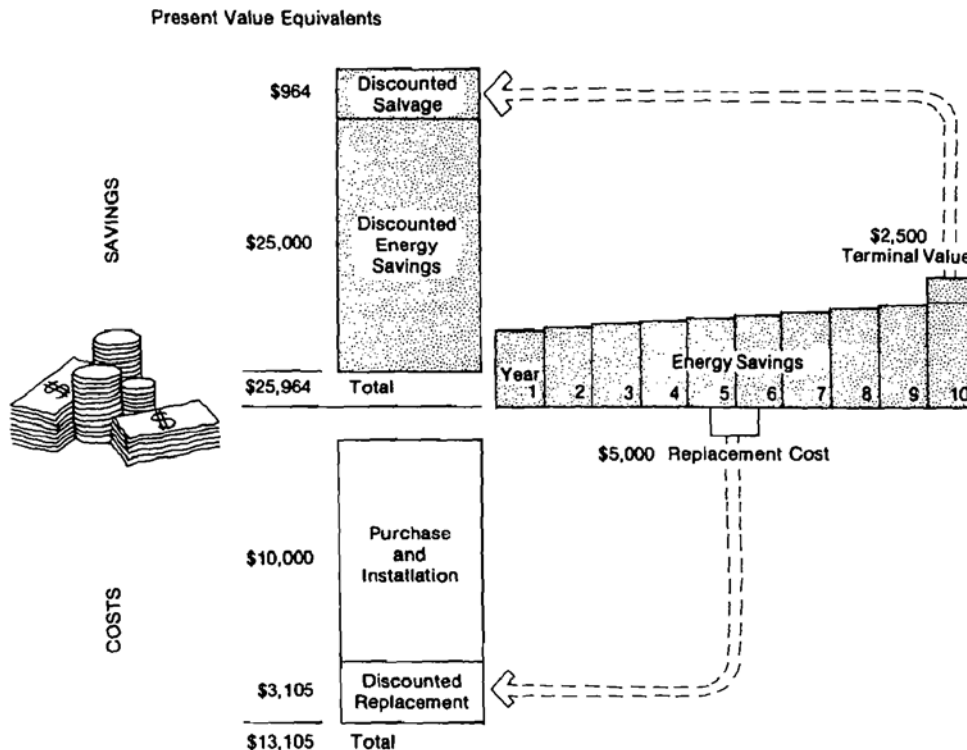 Present Value Equivalents
$964
Discounted
Salvage
SAVINGS
$25,000
Discounted
Energy
Savings
$2,500
Terminal Value
Year
Energy Savings
1 2 3 4 5 6 7 8 9 10
$25,964 Total
$ $
$5,000 Replacement Cost
$10,000
Purchase
and
Installation
COSTS
$3,105
Discounted
Replacement
$13,105 Total